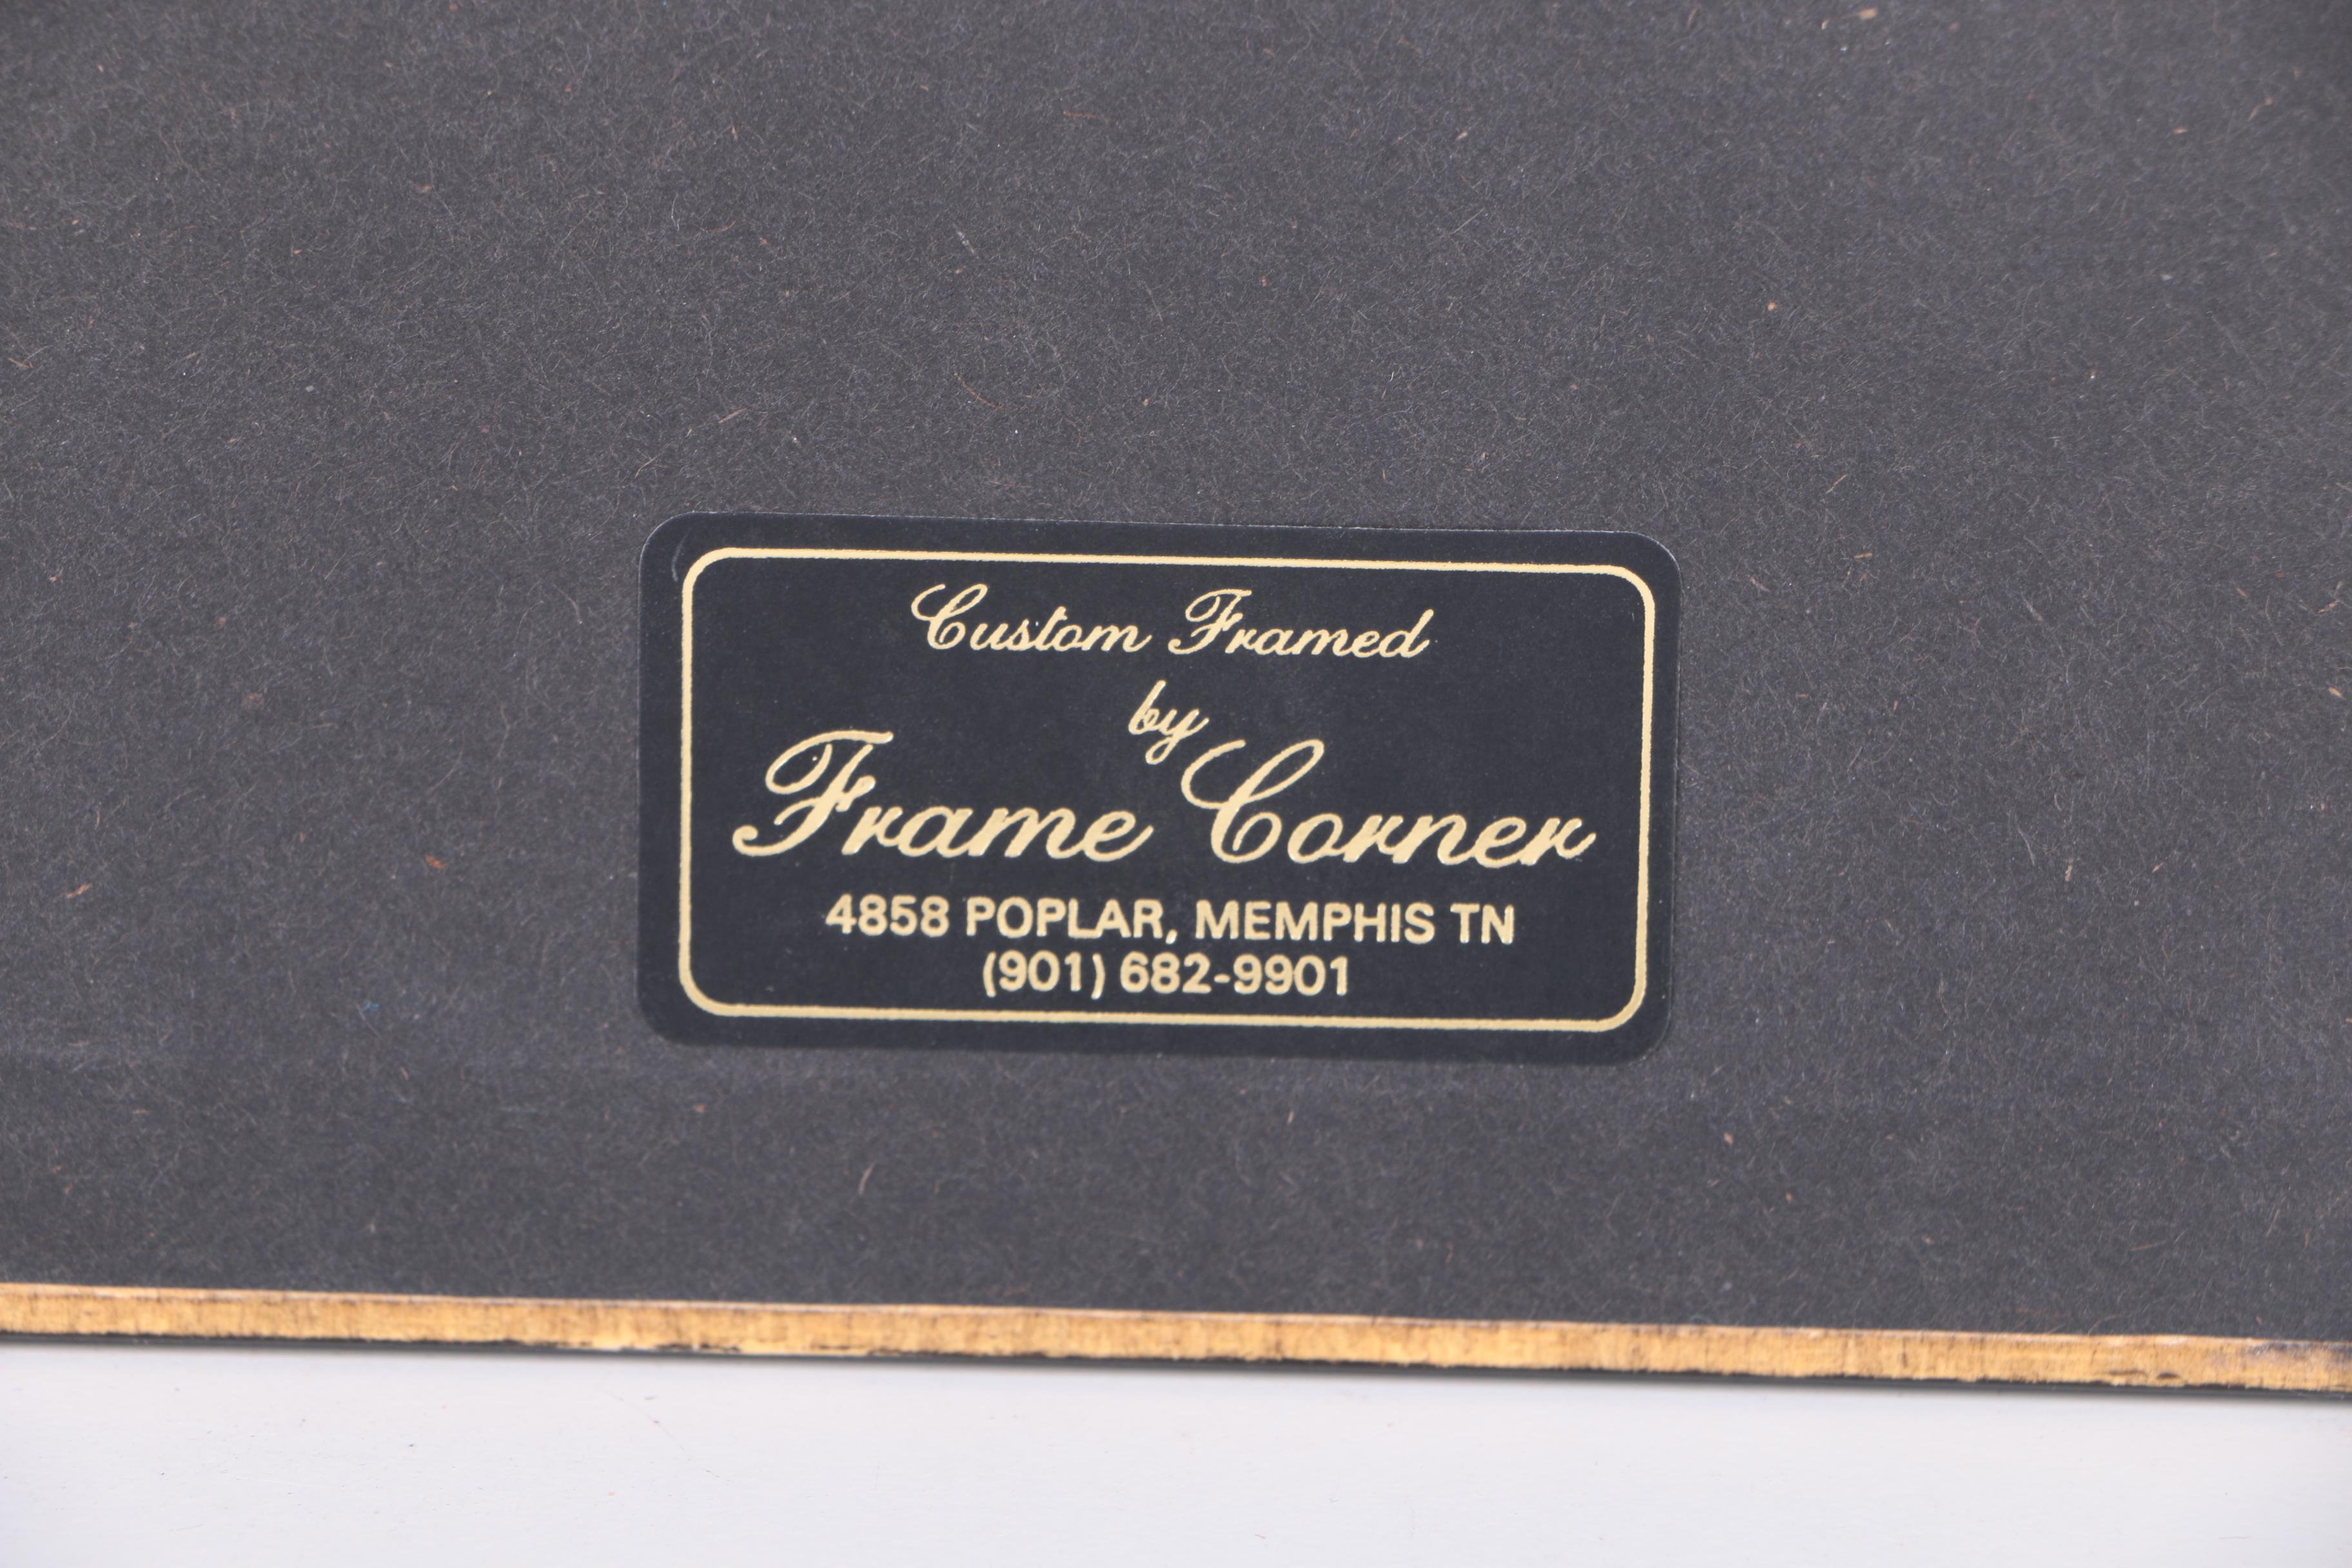 Custom Framed
by
Frame Corner
4858 POPLAR, MEMPHIS TN
(901) 682-9901